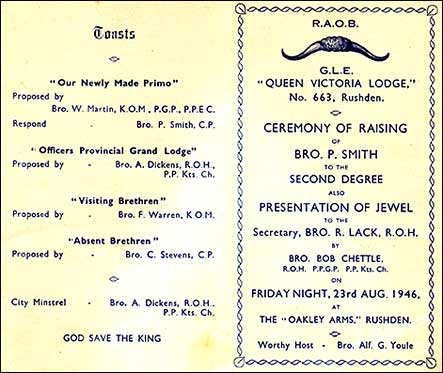 Toasts
"Our Newly Made Primo"
Proposed by
Bro. W. Martin, K.O.M., P.G.P., P.P.E.C.
Respond - Bro. P. Smith, C.P.
"Officers Provincial Grand Lodge"
Proposed by - Bro. A. Dickens, R.O.H.,
P.P. Kts. Ch.
"Visiting Brethren"
Proposed by - Bro. F. Warren, K O M.
"Absent Brethren"
Proposed by - Bro. C. Stevens, C.P.
City Minstrel - Bro. A. Dickens, R.O.H.,
P.P. Kts. Ch.
GOD SAVE THE KING
R.A.O.B.
G.L.E.
"QUEEN VICTORIA LODGE,"
No. 663, Rushden.
CEREMONY OF RAISING
OF
BRO. P. SMITH
TO THE
SECOND DEGREE
ALSO
PRESENTATION OF JEWEL
TO THE
Secretary, BRO. R. LACK, R.O.H.
BY
BRO. BOB CHETTLE,
R.O.H. P.P.G.P. P.P. Kts. Ch.
ON
FRIDAY NIGHT, 23rd AUG. 1946,
AT
THE "OAKLEY ARMS," RUSHDEN.
Worthy Host - Bro. Alf. G. Youle